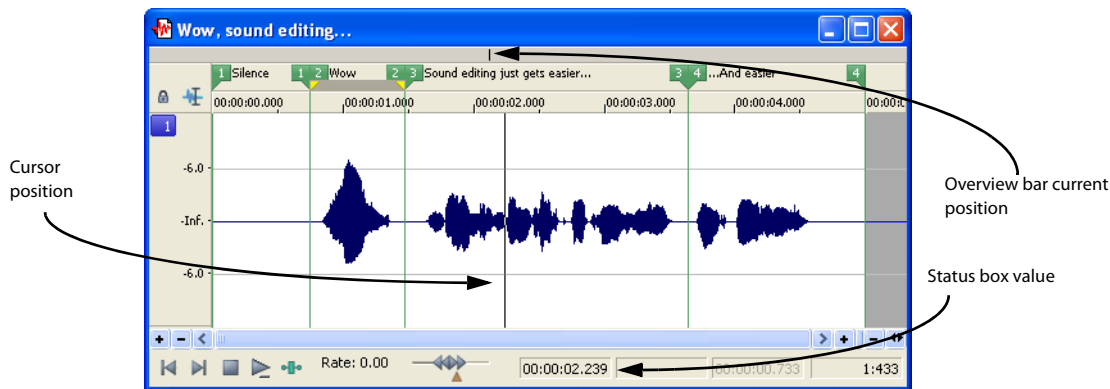 Wow, sound editing...
1 Silence 1 2 Wow 2 3 Sound editing just gets easier... 3 4 ...And easier 4
00:00:00.000 00:00:01.000 00:00:02.000 00:00:03.000 00:00:04.000
1
-6.0
-Inf.
-6.0
Cursor
position
Overview bar current
position
Status box value
Rate: 0.00 00:00:02.239 00:00:00.733 1:433